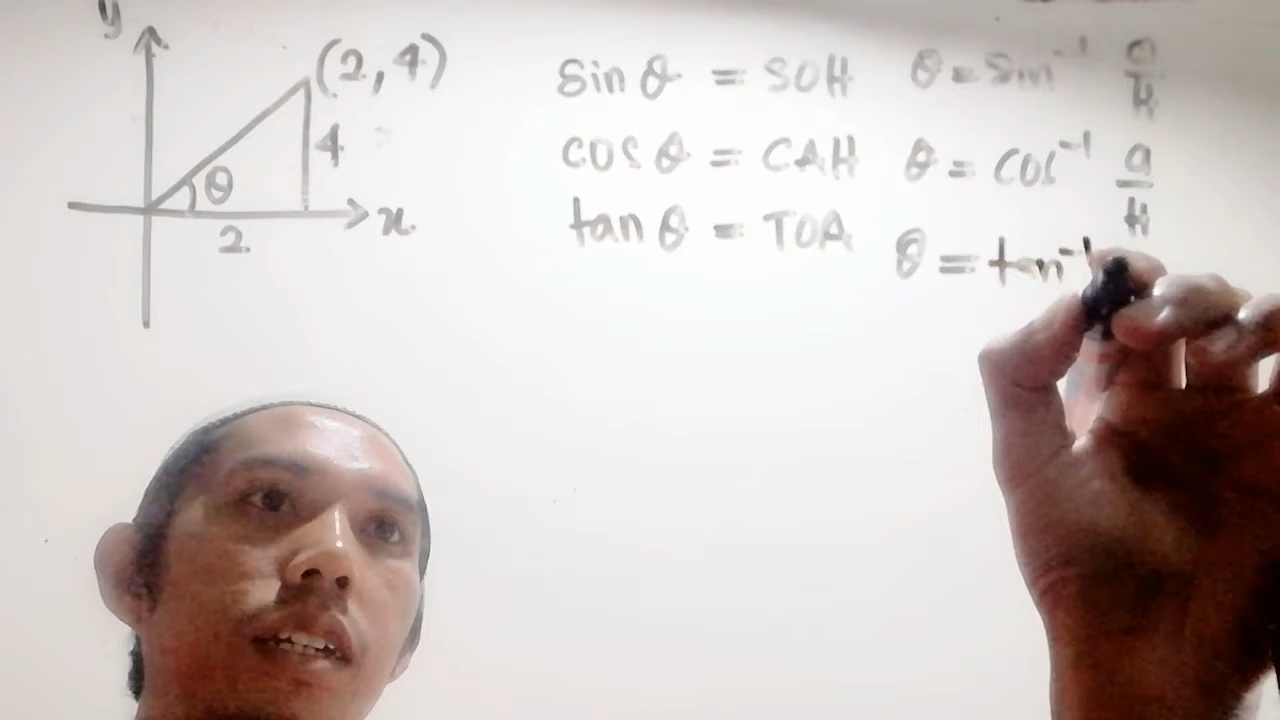 y
(2, 4)
4
θ
2
x
sin θ = SOH θ = sin⁻¹ O/H
cos θ = CAH θ = cos⁻¹ a/H
tan θ = TOA θ = tan⁻¹